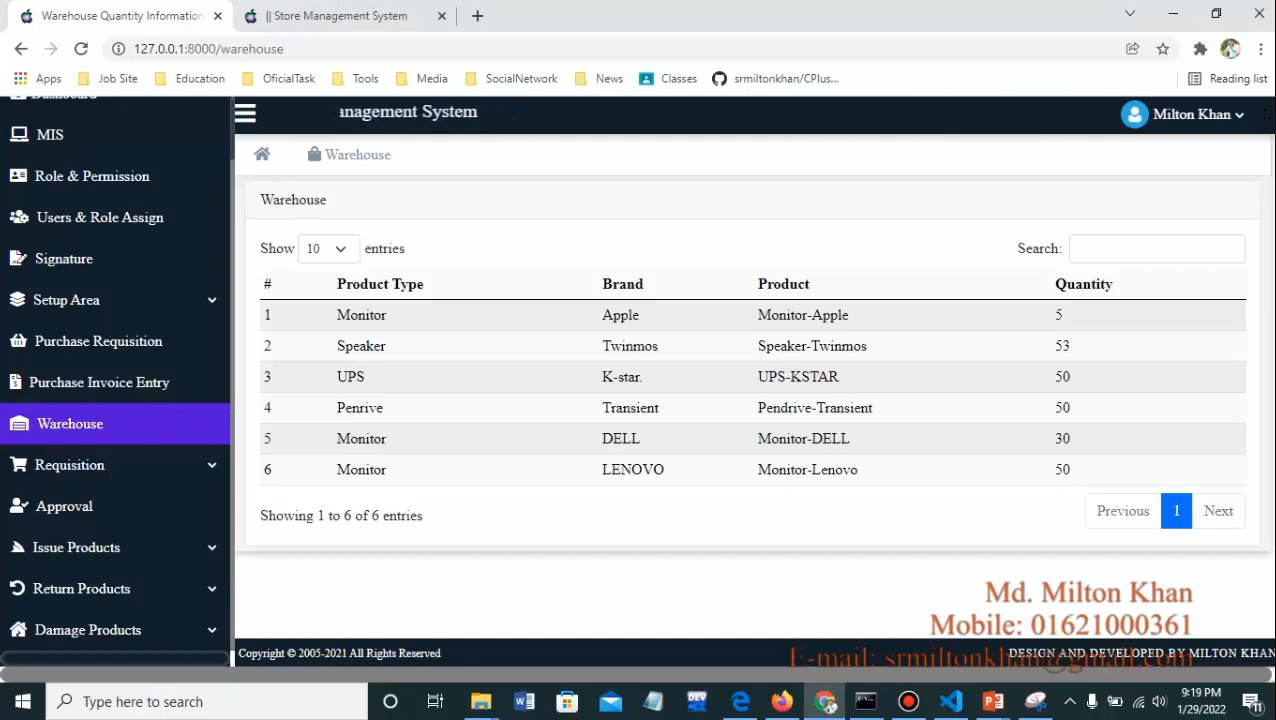 Warehouse Quantity Information
|| Store Management System
127.0.0.1:8000/warehouse
Apps
Job Site
Education
OficialTask
Tools
Media
SocialNetwork
News
Classes
srmiltonkhan/CPlus...
Reading list
Dashboard
anagement System
Milton Khan
MIS
Role & Permission
Users & Role Assign
Signature
Setup Area
Purchase Requisition
Purchase Invoice Entry
Warehouse
Requisition
Approval
Issue Products
Return Products
Damage Products
Warehouse
Warehouse
Show 10 entries
Search:
# Product Type Brand Product Quantity
1 Monitor Apple Monitor-Apple 5
2 Speaker Twinmos Speaker-Twinmos 53
3 UPS K-star. UPS-KSTAR 50
4 Penrive Transient Pendrive-Transient 50
5 Monitor DELL Monitor-DELL 30
6 Monitor LENOVO Monitor-Lenovo 50
Showing 1 to 6 of 6 entries
Previous 1 Next
Md. Milton Khan
Mobile: 01621000361
E-mail: srmiltonkhan@gmail.com
Copyright © 2005-2021 All Rights Reserved
DESIGN AND DEVELOPED BY MILTON KHAN
Type here to search
9:19 PM
1/29/2022
11